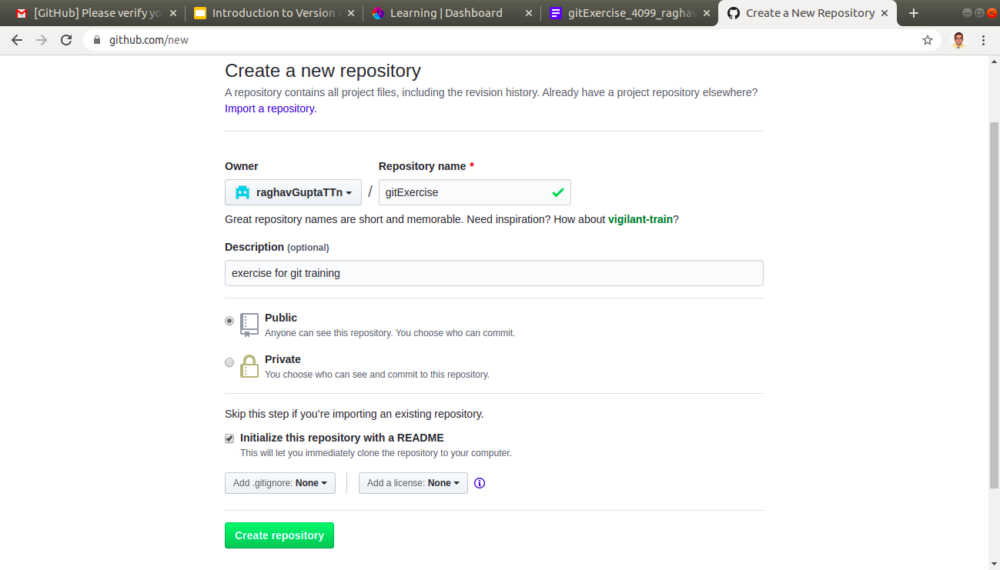 [GitHub] Please verify yo
Introduction to Version
Learning | Dashboard
gitExercise_4099_raghav
Create a New Repository
github.com/new
Create a new repository
A repository contains all project files, including the revision history. Already have a project repository elsewhere?
Import a repository.
Owner
Repository name *
raghavGuptaTTn
/
gitExercise
Great repository names are short and memorable. Need inspiration? How about vigilant-train?
Description (optional)
exercise for git training
Public
Anyone can see this repository. You choose who can commit.
Private
You choose who can see and commit to this repository.
Skip this step if you’re importing an existing repository.
Initialize this repository with a README
This will let you immediately clone the repository to your computer.
Add .gitignore: None
Add a license: None
Create repository